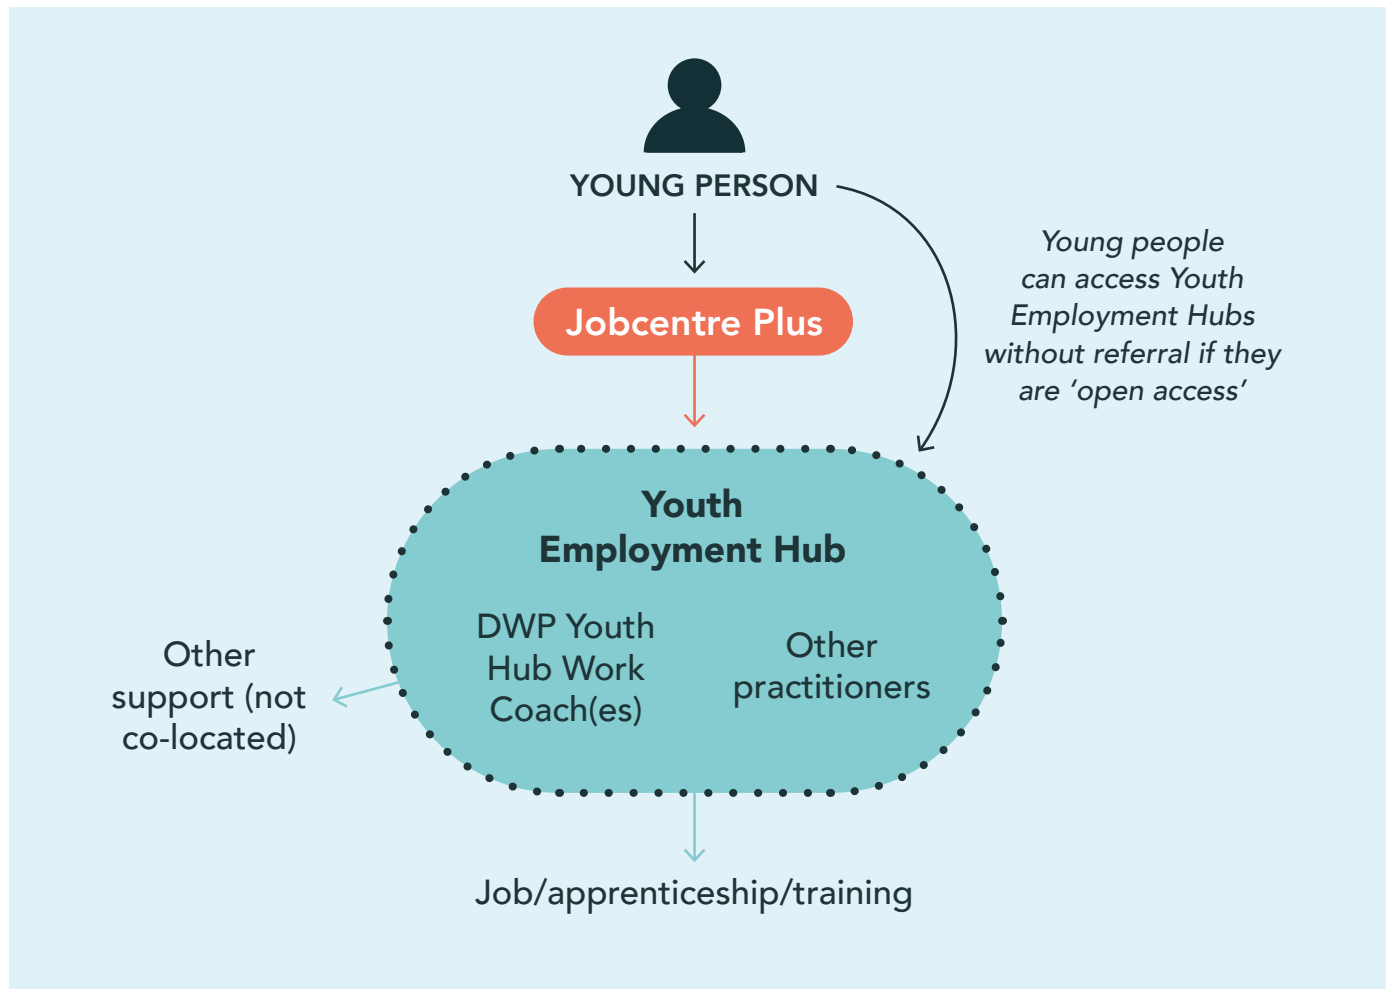 YOUNG PERSON
Young people
can access Youth
Employment Hubs
without referral if they
are ‘open access’
Jobcentre Plus
Youth
Employment Hub
DWP Youth
Hub Work
Coach(es)
Other
practitioners
Other
support (not
co-located)
Job/apprenticeship/training